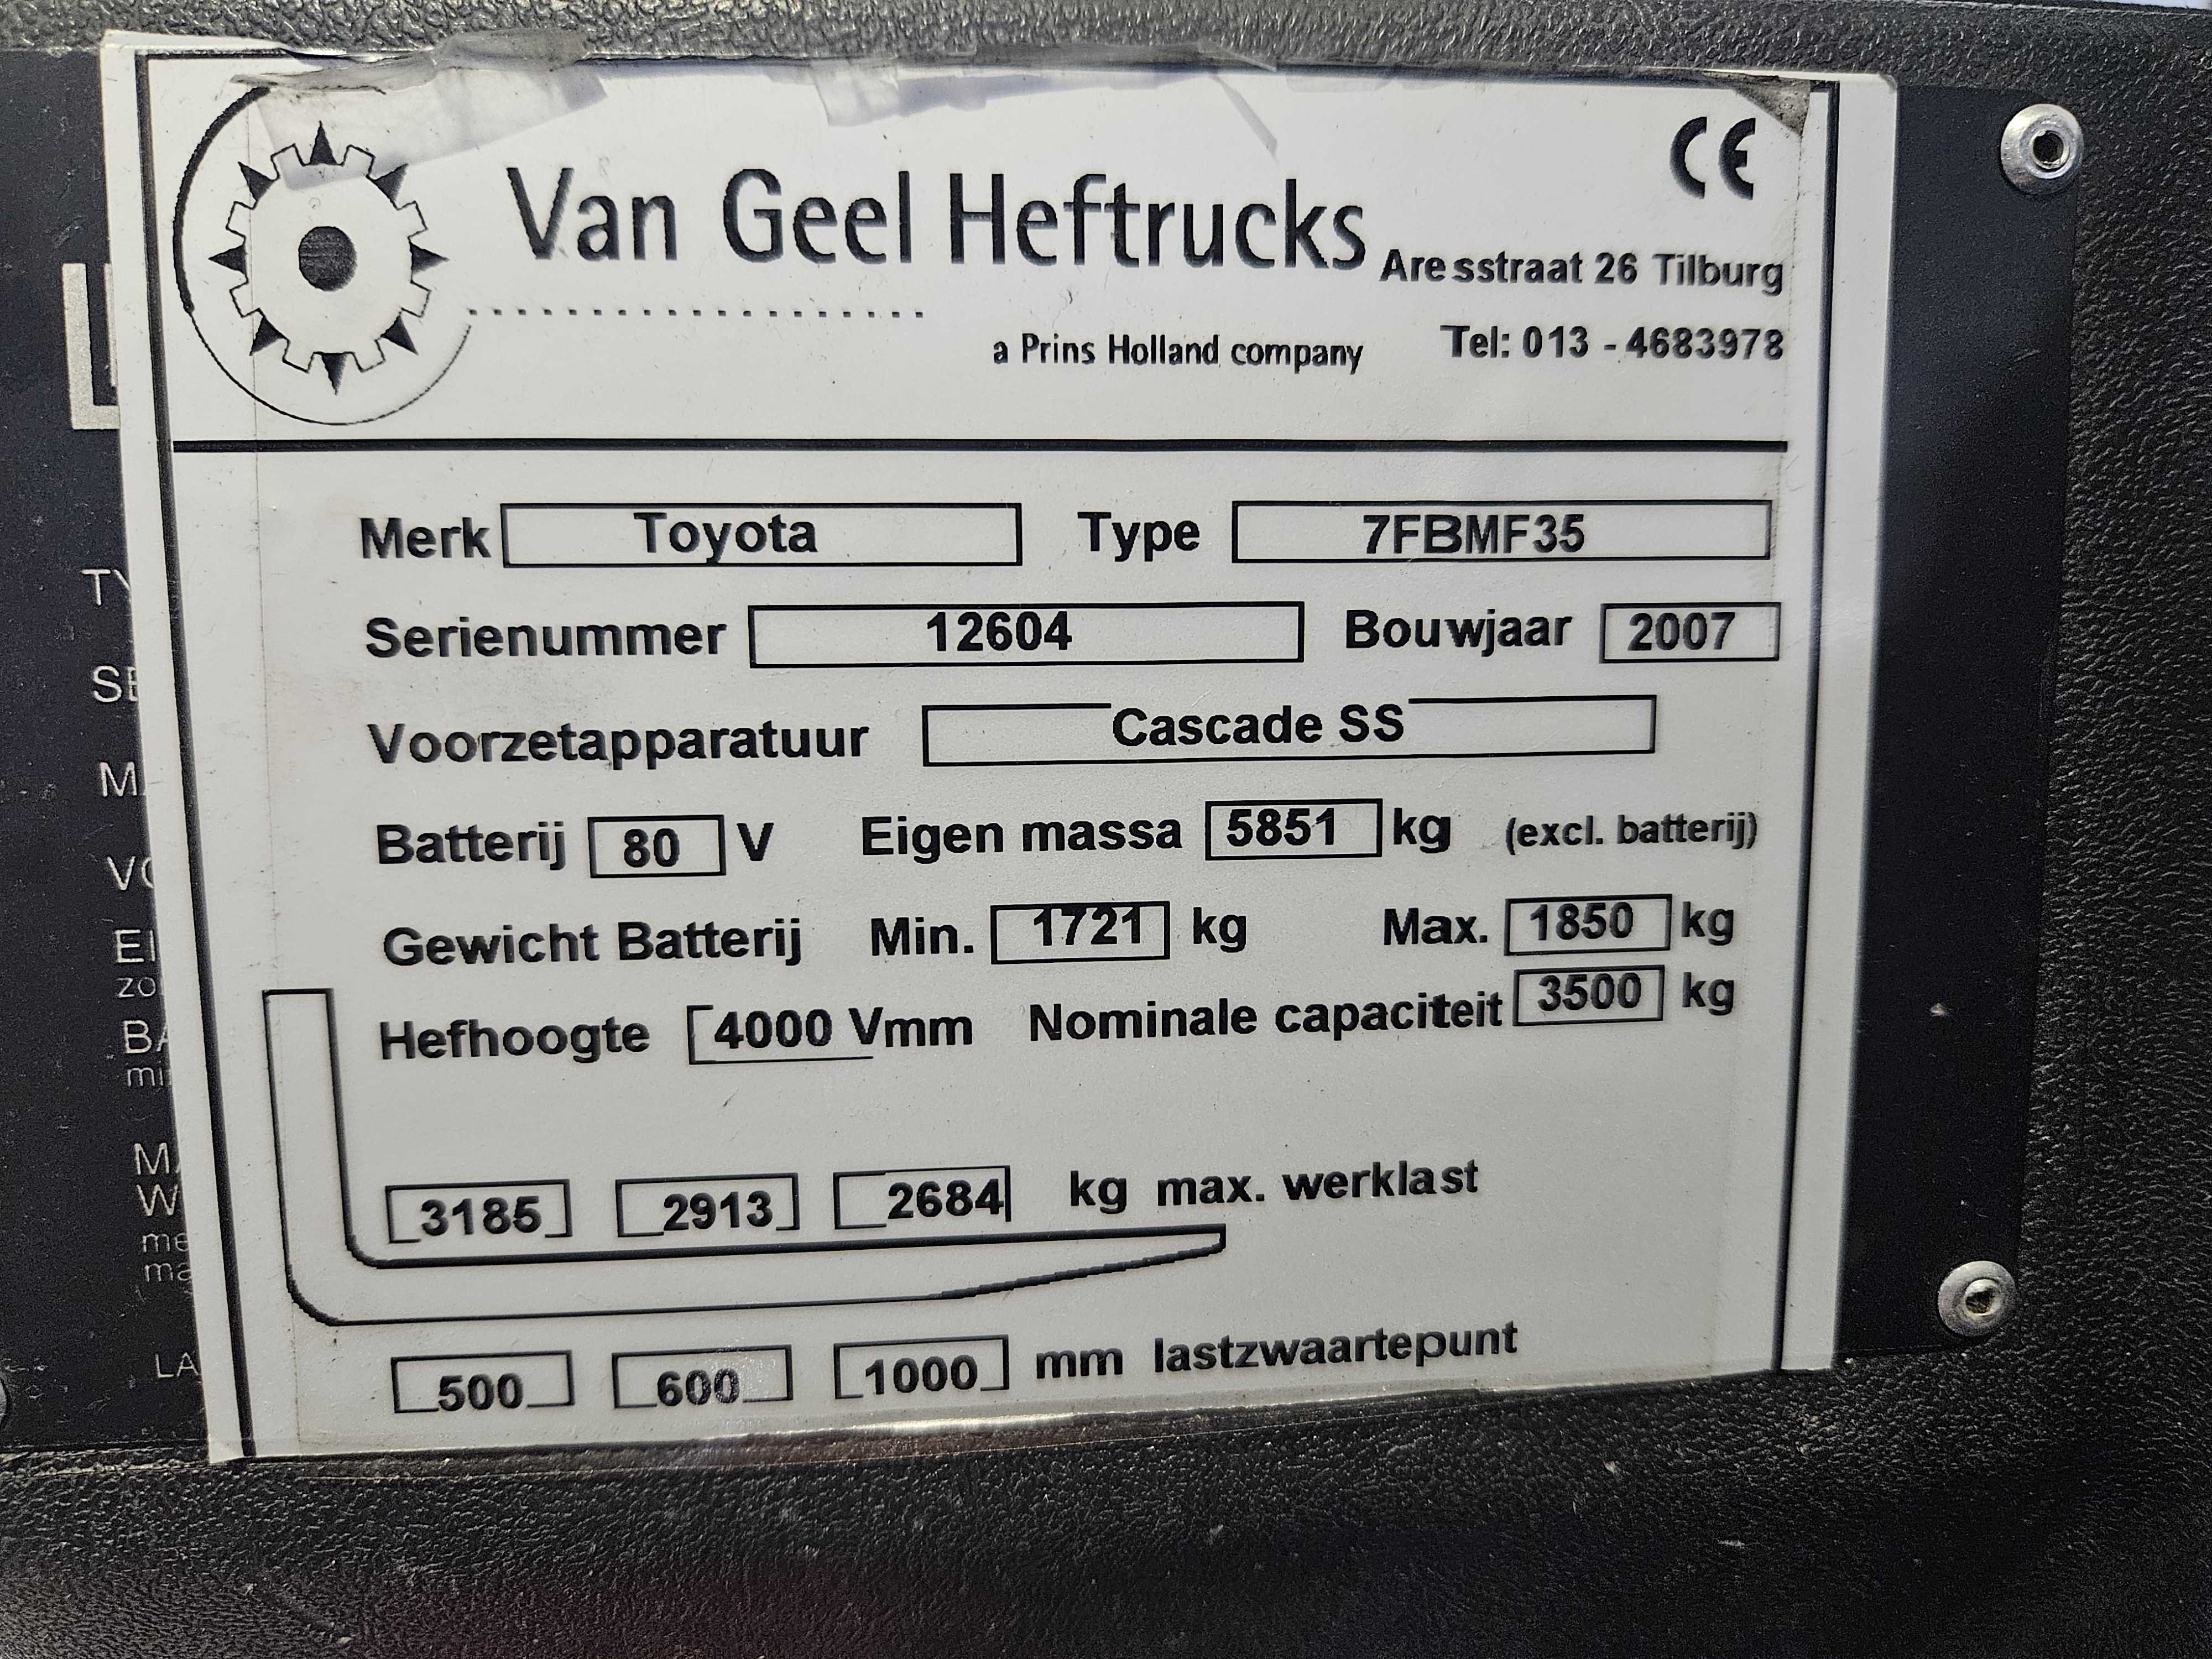 CE
Van Geel Heftrucks
Aresstraat 26 Tilburg
a Prins Holland company
Tel: 013 - 4683978
Merk Toyota Type 7FBMF35
Serienummer 12604 Bouwjaar 2007
Voorzetapparatuur Cascade SS
Batterij 80 V Eigen massa 5851 kg (excl. batterij)
Gewicht Batterij Min. 1721 kg Max. 1850 kg
Hefhoogte 4000 Vmm Nominale capaciteit 3500 kg
3185 2913 2684 kg max. werklast
500 600 1000 mm lastzwaartepunt